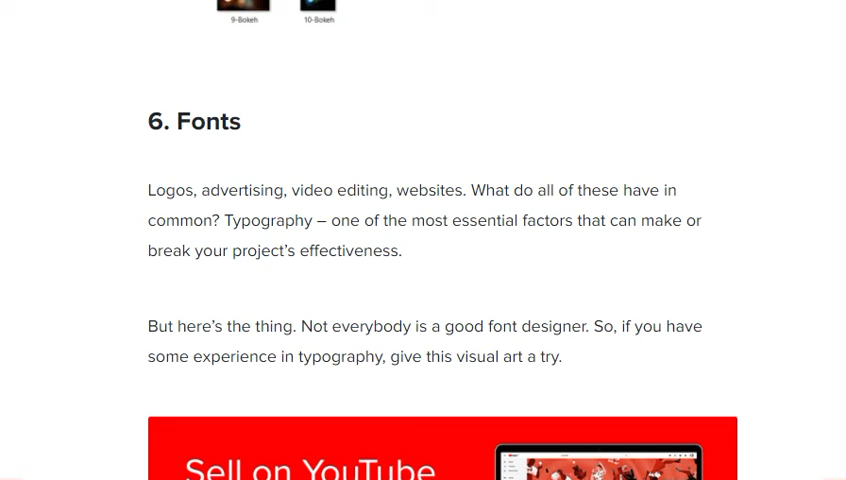 9-Bokeh 10-Bokeh
6. Fonts
Logos, advertising, video editing, websites. What do all of these have in
common? Typography – one of the most essential factors that can make or
break your project’s effectiveness.
But here’s the thing. Not everybody is a good font designer. So, if you have
some experience in typography, give this visual art a try.
Sell on YouTube